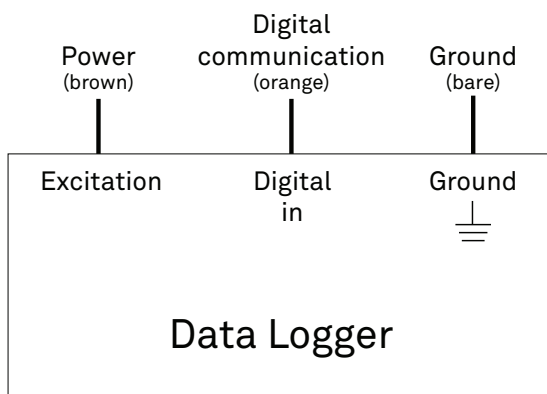 Power
(brown)
Digital
communication
(orange)
Ground
(bare)
Excitation
Digital
in
Ground
Data Logger